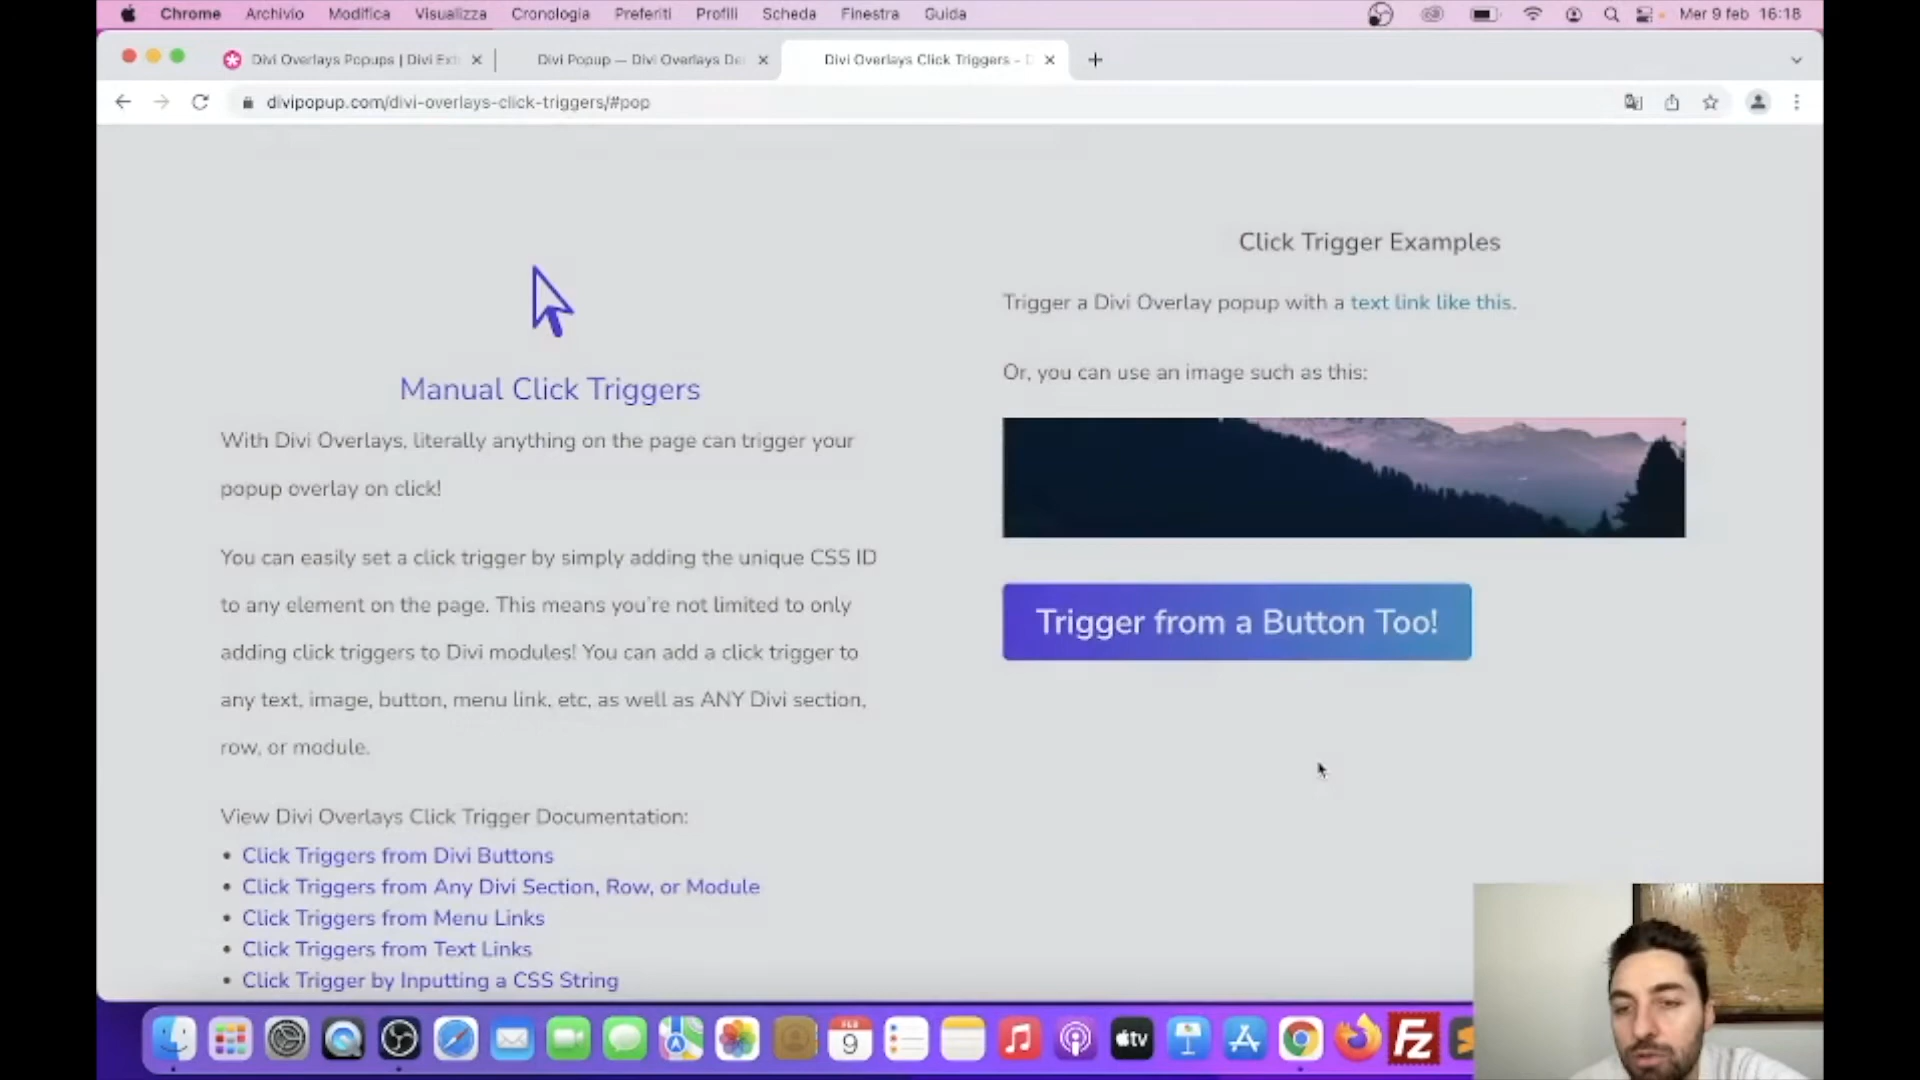 Chrome Archivio Modifica Visualizza Cronologia Preferiti Profili Scheda Finestra Guida Mer 9 feb 16:18
Divi Overlays Popups | Divi Ext
Divi Popup — Divi Overlays De
Divi Overlays Click Triggers - D
divipopup.com/divi-overlays-click-triggers/#pop
Manual Click Triggers
With Divi Overlays, literally anything on the page can trigger your
popup overlay on click!
You can easily set a click trigger by simply adding the unique CSS ID
to any element on the page. This means you're not limited to only
adding click triggers to Divi modules! You can add a click trigger to
any text, image, button, menu link, etc, as well as ANY Divi section,
row, or module.
View Divi Overlays Click Trigger Documentation:
Click Triggers from Divi Buttons
Click Triggers from Any Divi Section, Row, or Module
Click Triggers from Menu Links
Click Triggers from Text Links
Click Trigger by Inputting a CSS String
Click Trigger Examples
Trigger a Divi Overlay popup with a text link like this.
Or, you can use an image such as this:
Trigger from a Button Too!
FEB
9
tv
FZ